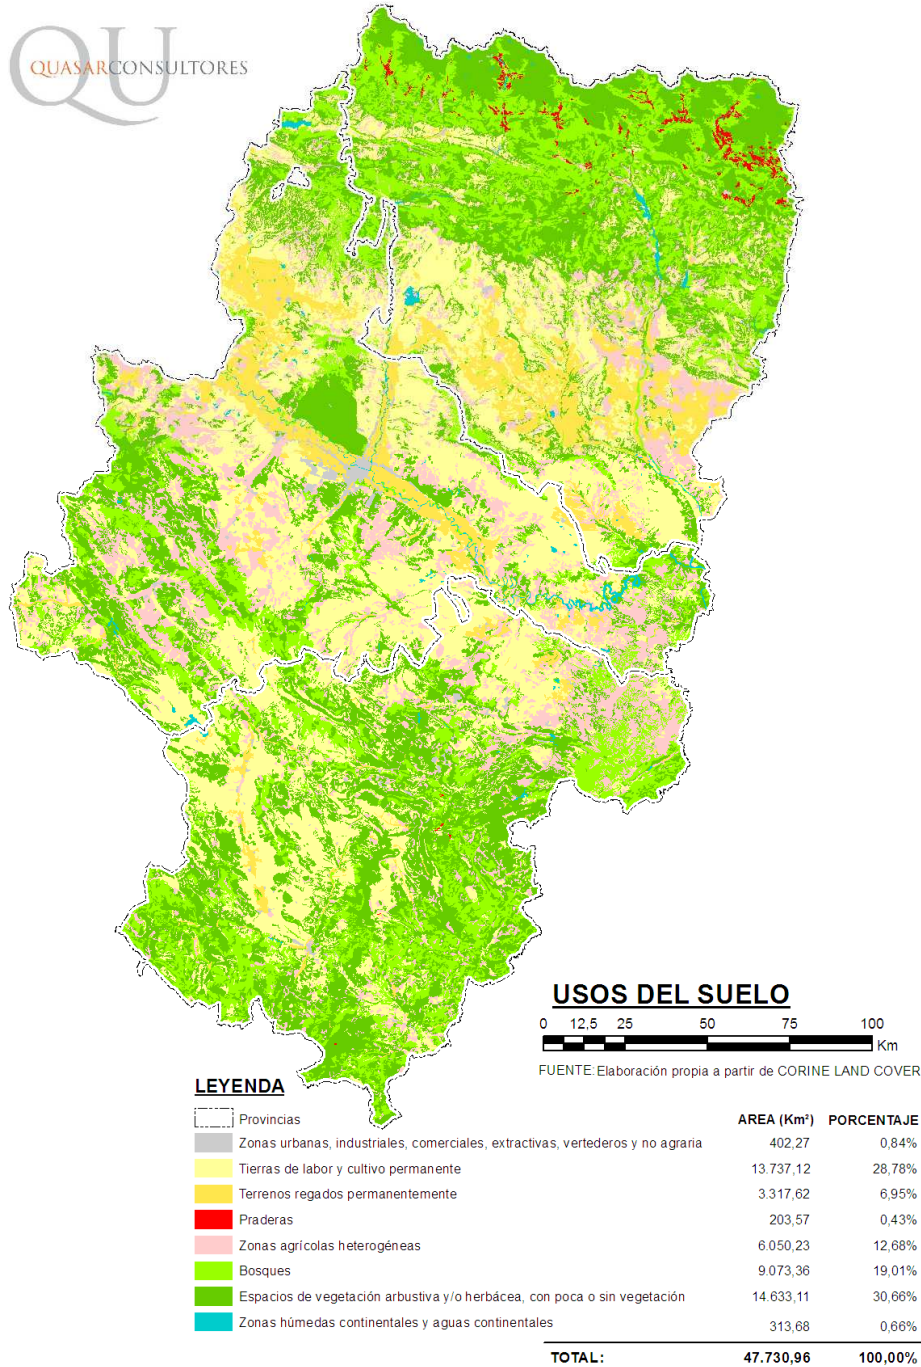 QU
QUASARCONSULTORES
USOS DEL SUELO
0 12,5 25 50 75 100
Km
FUENTE: Elaboración propia a partir de CORINE LAND COVER
LEYENDA
Provincias AREA (Km²) PORCENTAJE
Zonas urbanas, industriales, comerciales, extractivas, vertederos y no agraria 402,27 0,84%
Tierras de labor y cultivo permanente 13.737,12 28,78%
Terrenos regados permanentemente 3.317,62 6,95%
Praderas 203,57 0,43%
Zonas agrícolas heterogéneas 6.050,23 12,68%
Bosques 9.073,36 19,01%
Espacios de vegetación arbustiva y/o herbácea, con poca o sin vegetación 14.633,11 30,66%
Zonas húmedas continentales y aguas continentales 313,68 0,66%
TOTAL: 47.730,96 100,00%